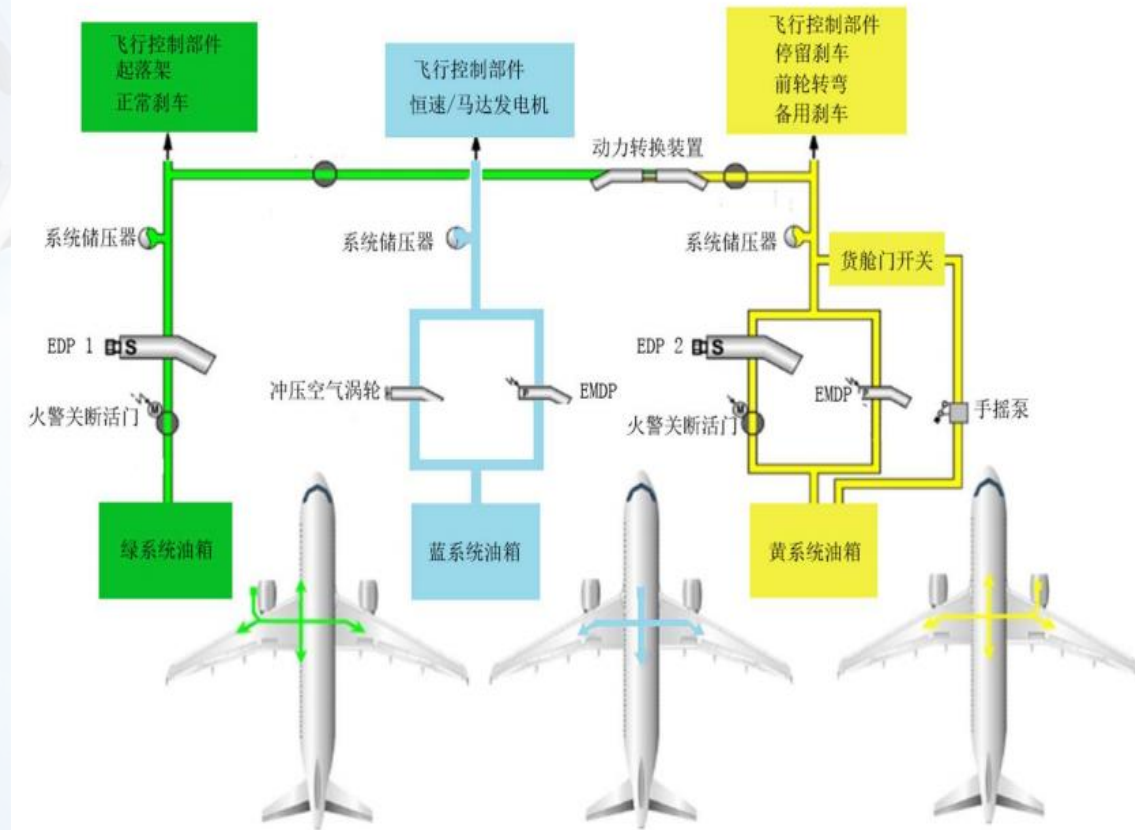 飞行控制部件
起落架
正常刹车
飞行控制部件
恒速/马达发电机
飞行控制部件
停留刹车
前轮转弯
备用刹车
动力转换装置
系统储压器
系统储压器
系统储压器
货舱门开关
EDP 1
S
冲压空气涡轮
EMDP
EDP 2
S
EMDP
手摇泵
火警关断活门
M
火警关断活门
M
绿系统油箱
蓝系统油箱
黄系统油箱